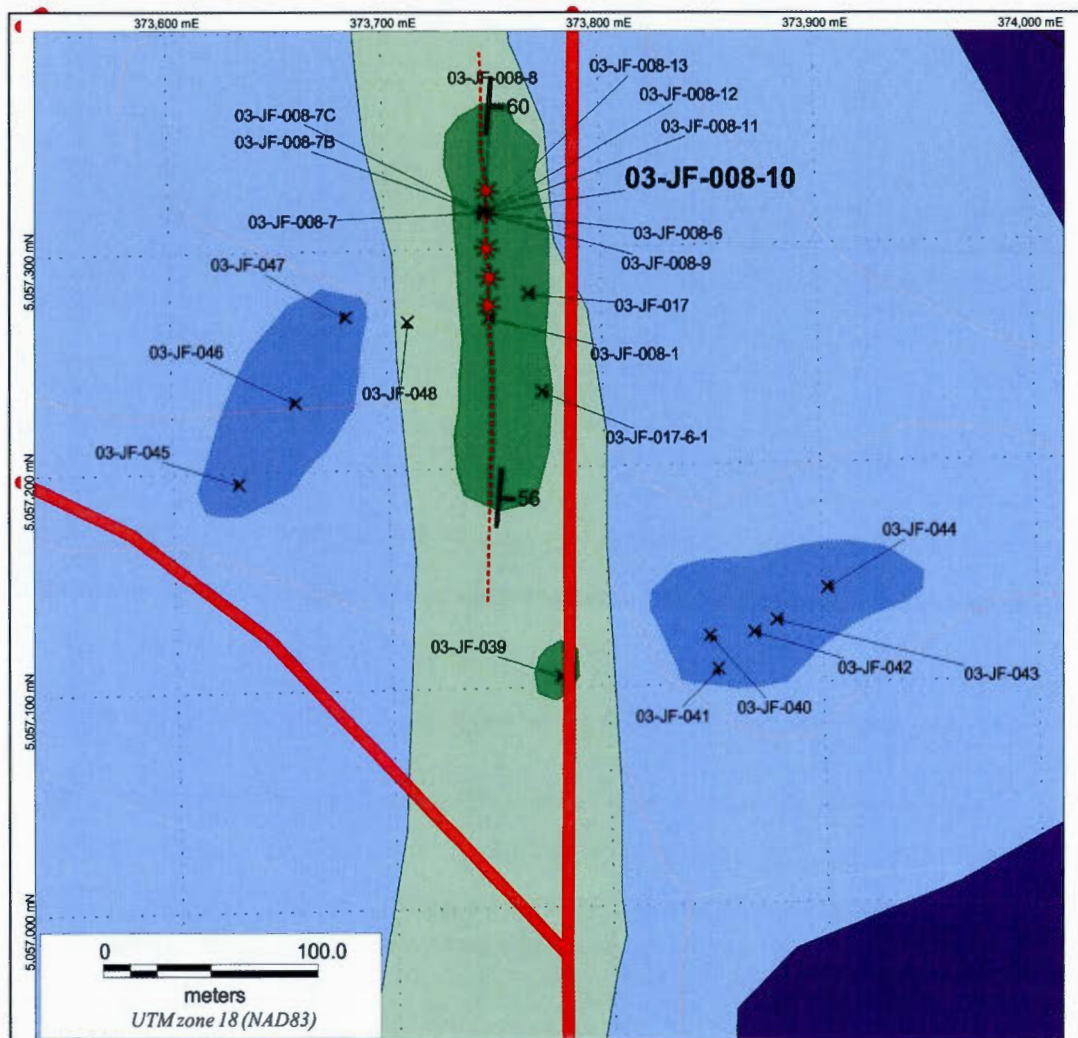 373,600 mE
373,700 mE
373,800 mE
373,900 mE
374,000 mE
03-JF-008-8
60
03-JF-008-13
03-JF-008-12
03-JF-008-11
03-JF-008-7C
03-JF-008-7B
03-JF-008-10
03-JF-008-7
03-JF-008-6
03-JF-008-9
5,057,300 mN
03-JF-047
03-JF-017
03-JF-046
03-JF-008-1
03-JF-048
03-JF-017-6-1
03-JF-045
5,057,200 mN
56
03-JF-044
03-JF-039
03-JF-042
03-JF-043
03-JF-041
03-JF-040
5,057,100 mN
5,057,000 mN
0
100.0
meters
UTM zone 18 (NAD83)